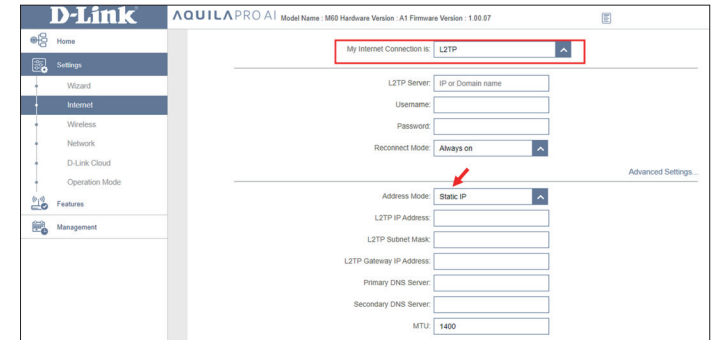 D-Link
AQUILA PRO AI Model Name : M60 Hardware Version : A1 Firmware Version : 1.00.07
Home
Settings
Wizard
Internet
Wireless
Network
D-Link Cloud
Operation Mode
Features
Management
My Internet Connection is: L2TP
L2TP Server: IP or Domain name
Username:
Password:
Reconnect Mode: Always on
Advanced Settings...
Address Mode: Static IP
L2TP IP Address:
L2TP Subnet Mask:
L2TP Gateway IP Address:
Primary DNS Server:
Secondary DNS Server:
MTU: 1400